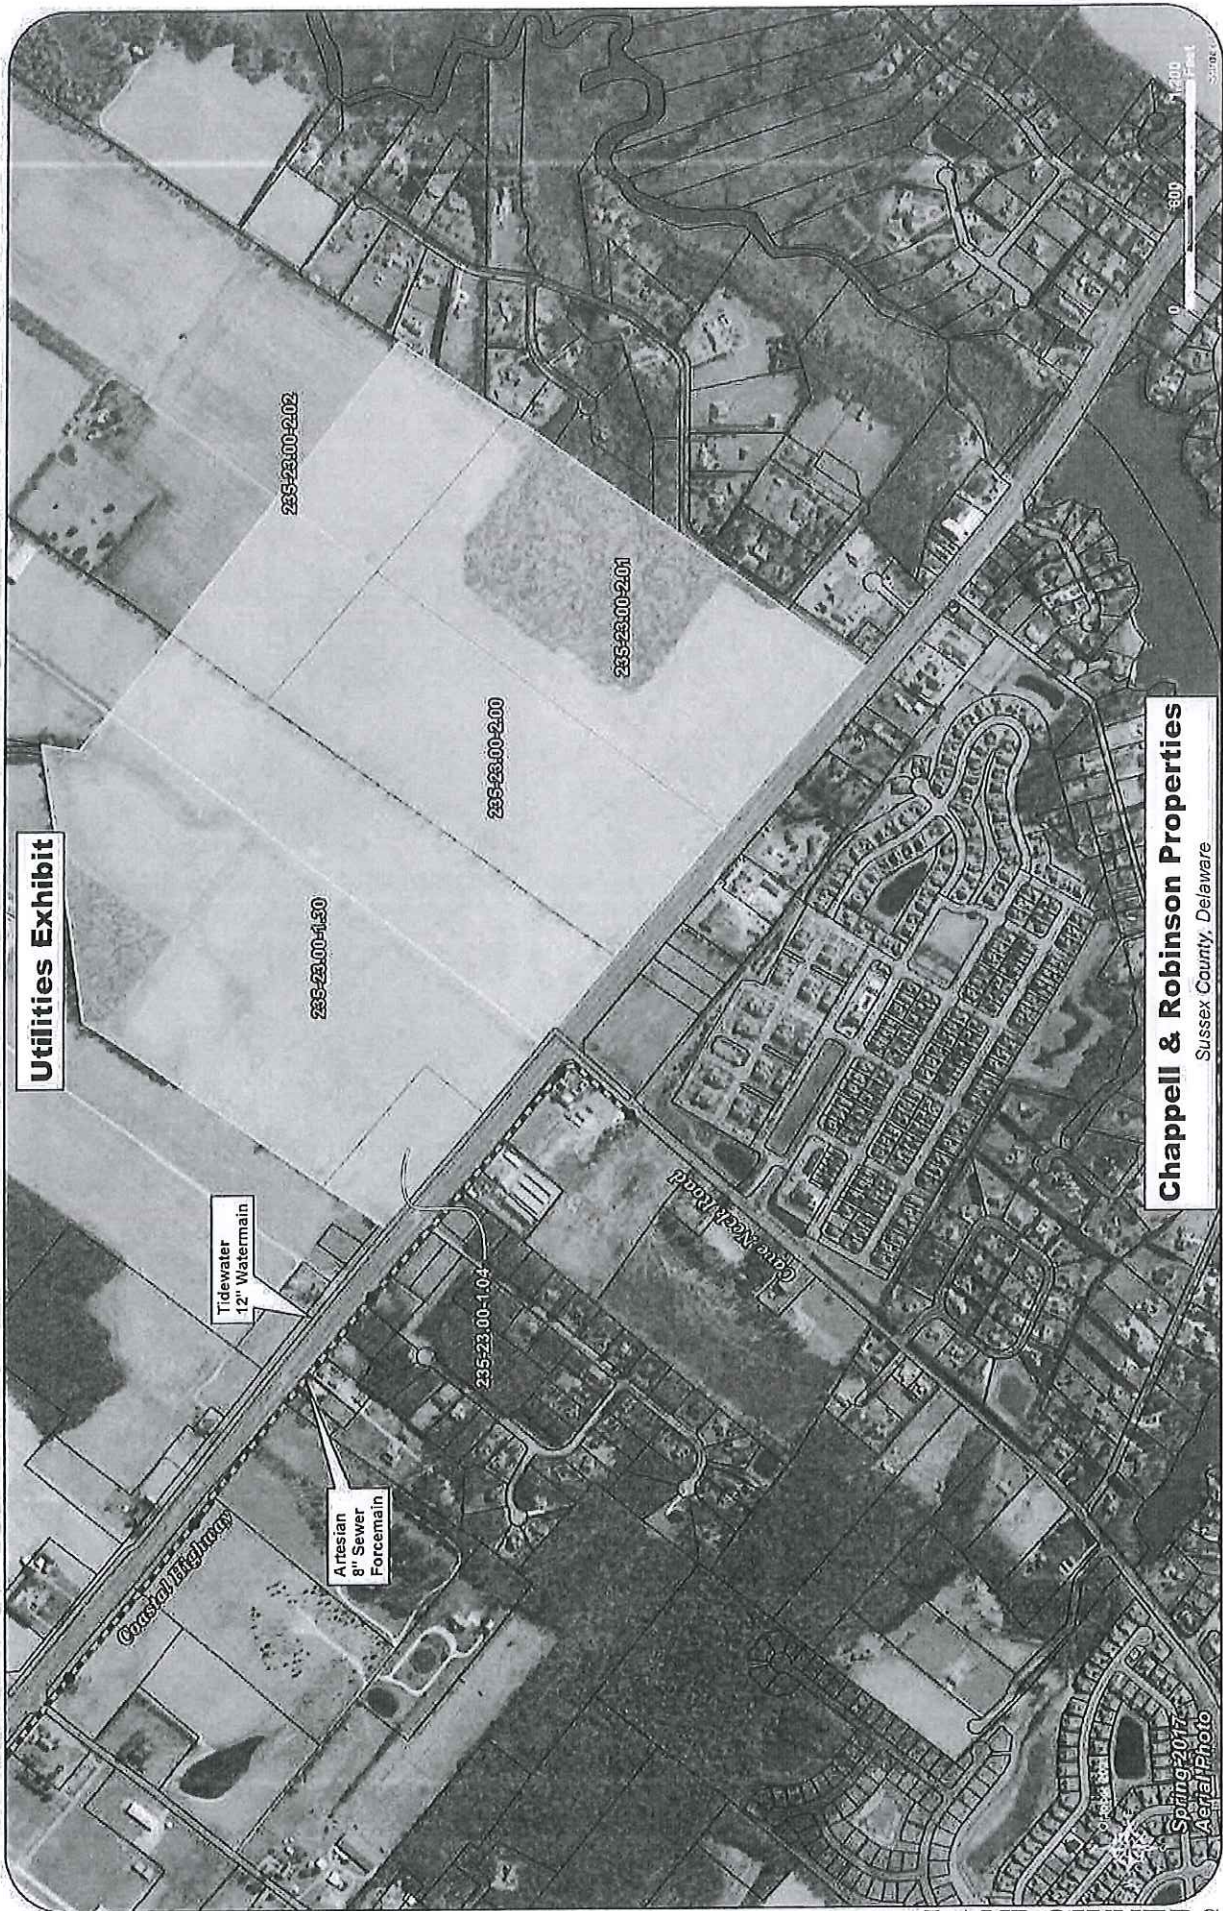 Utilities Exhibit
Tidewater
12" Watermain
Artesian
8" Sewer
Forcemain
Coastal Highway
Cave Neck Road
235-23.00-1.04
235-23.00-1.30
235-23.00-2.00
235-23.00-2.01
235-23.00-2.02
Spring 2017
Aerial Photo
Chappell & Robinson Properties
Sussex County, Delaware
0 600 1,200
Feet